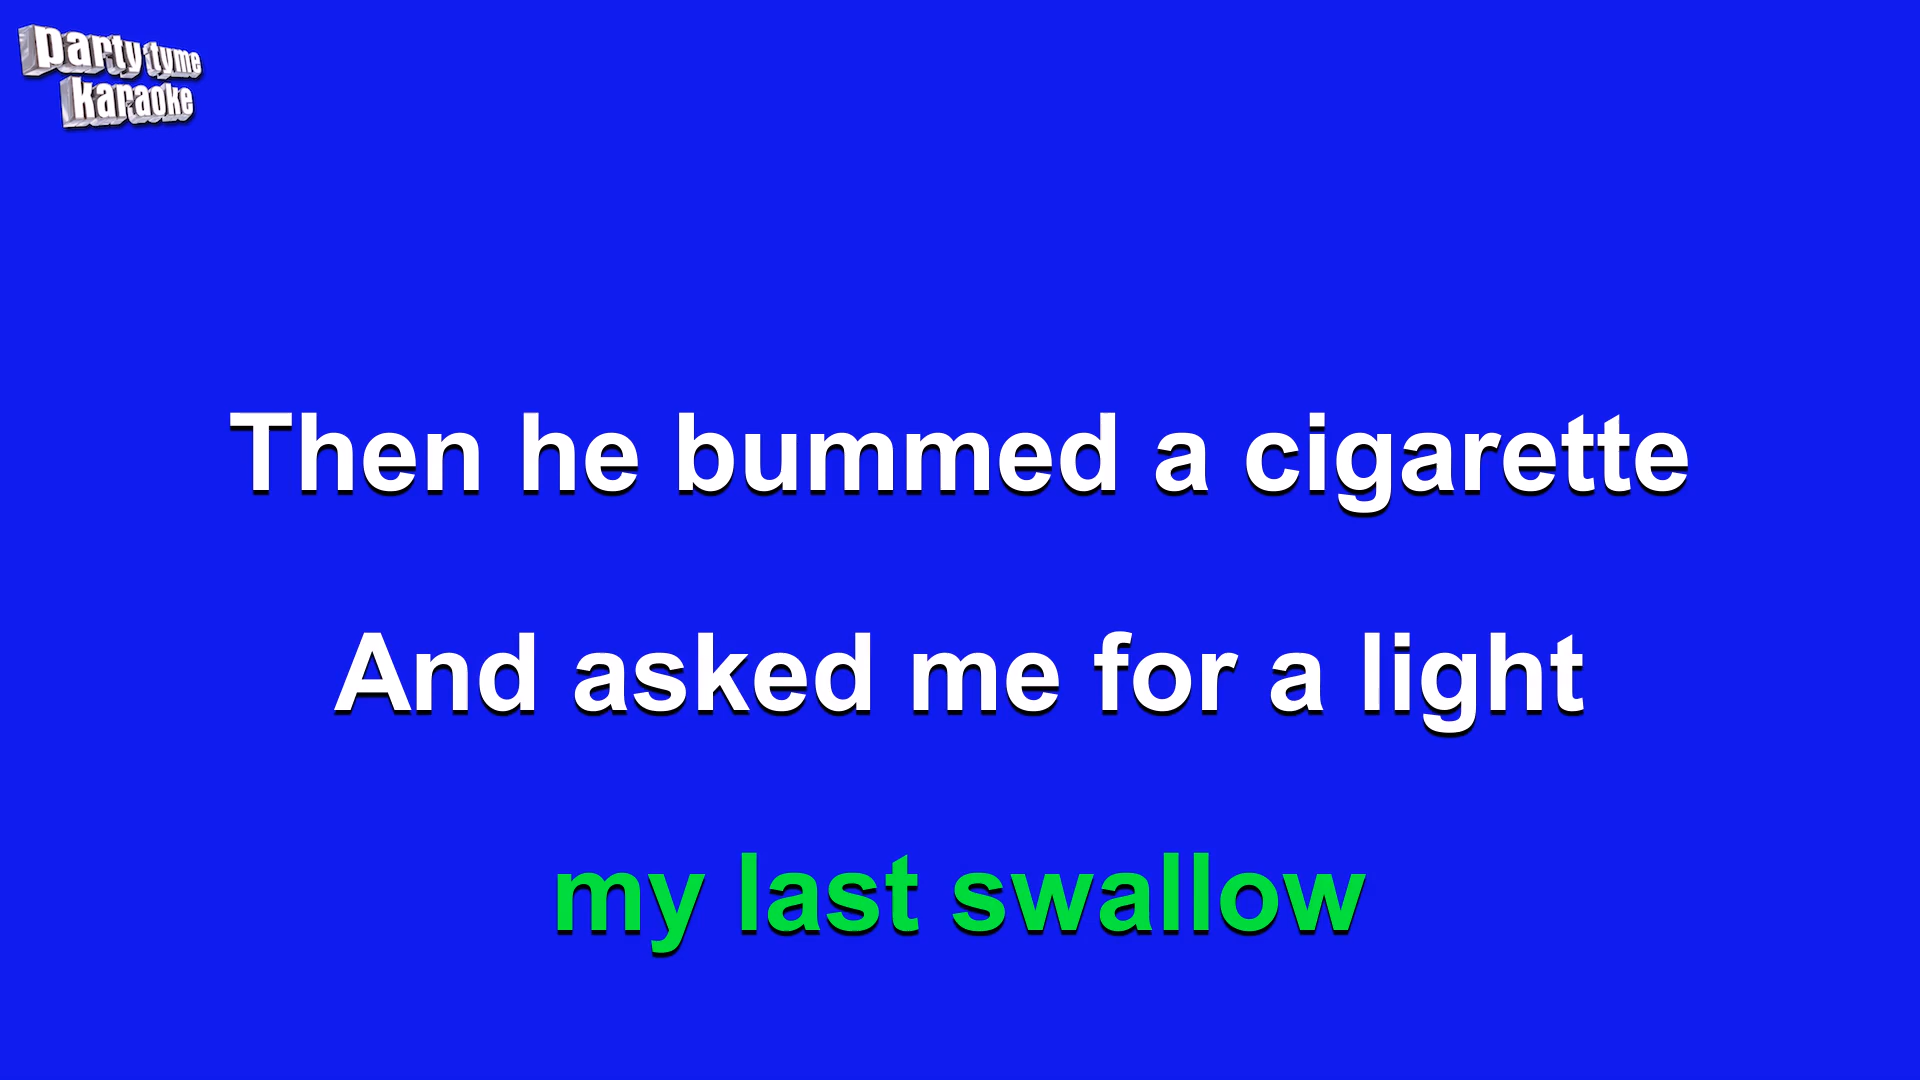 party tyme
karaoke
Then he bummed a cigarette
And asked me for a light
my last swallow